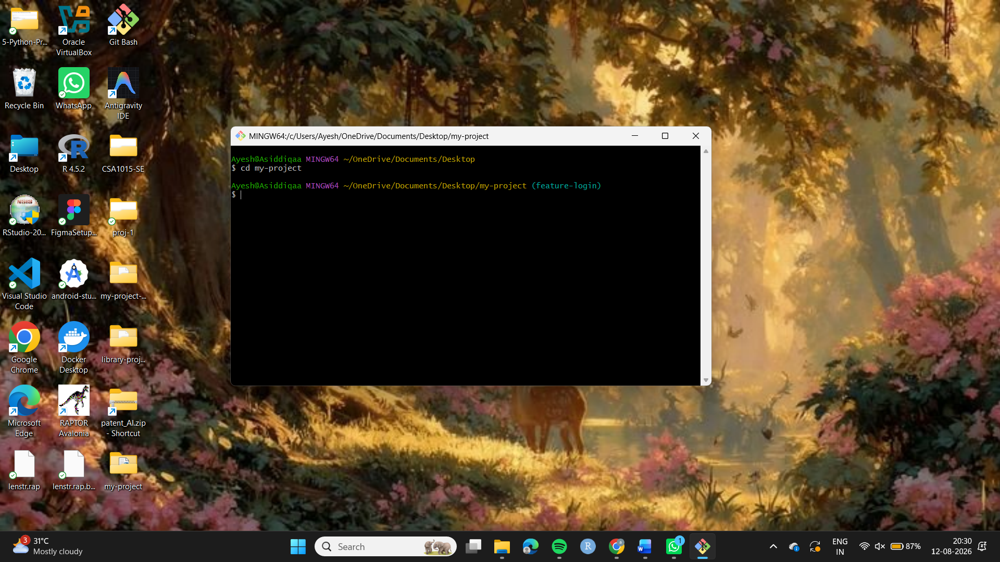 5-Python-Pr...
Oracle
VirtualBox
Git Bash
Recycle Bin
WhatsApp
Antigravity
IDE
Desktop
R 4.5.2
CSA1015-SE
NSIS
RStudio-20...
FigmaSetup...
proj-1
Visual Studio
Code
android-stu...
my-project-...
Google
Chrome
Docker
Desktop
library-proj...
Microsoft
Edge
RAPTOR
Avalonia
patent_AI.zip
- Shortcut
lenstr.rap
lenstr.rap.b...
my-project
MINGW64:/c/Users/Ayesh/OneDrive/Documents/Desktop/my-project
Ayesh@Asiddiqaa MINGW64 ~/OneDrive/Documents/Desktop
$ cd my-project
Ayesh@Asiddiqaa MINGW64 ~/OneDrive/Documents/Desktop/my-project (feature-login)
$
3
31°C
Mostly cloudy
Search
R
a
W
1
ENG
IN
87%
20:30
12-08-2026